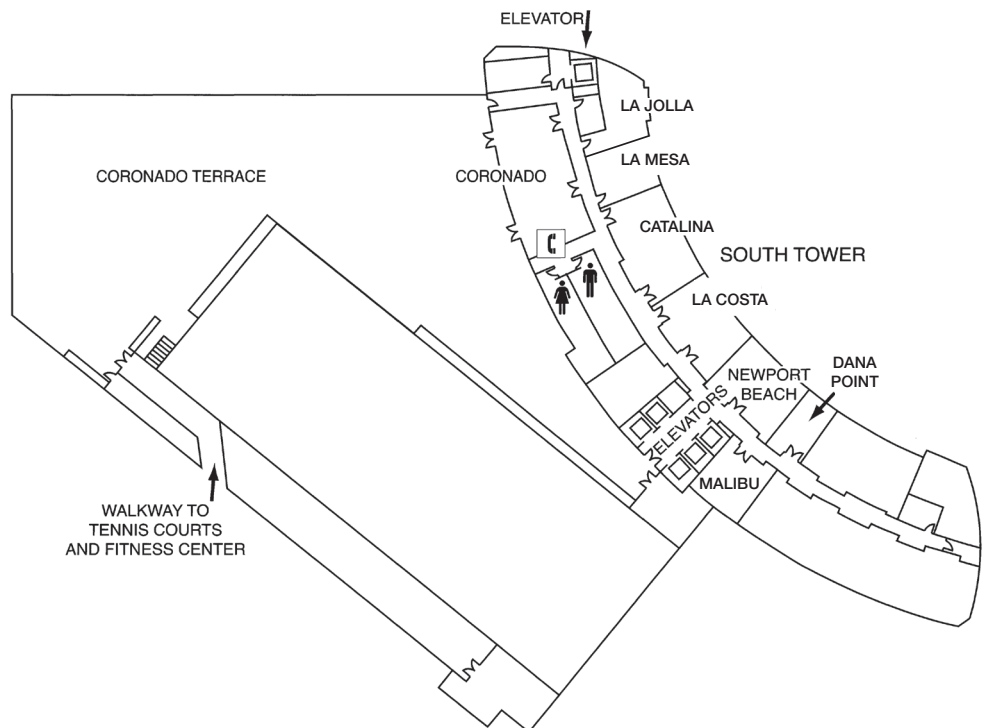 ELEVATOR
LA JOLLA
LA MESA
CORONADO TERRACE
CORONADO
CATALINA
SOUTH TOWER
LA COSTA
NEWPORT
BEACH
DANA
POINT
ELEVATORS
MALIBU
WALKWAY TO
TENNIS COURTS
AND FITNESS CENTER